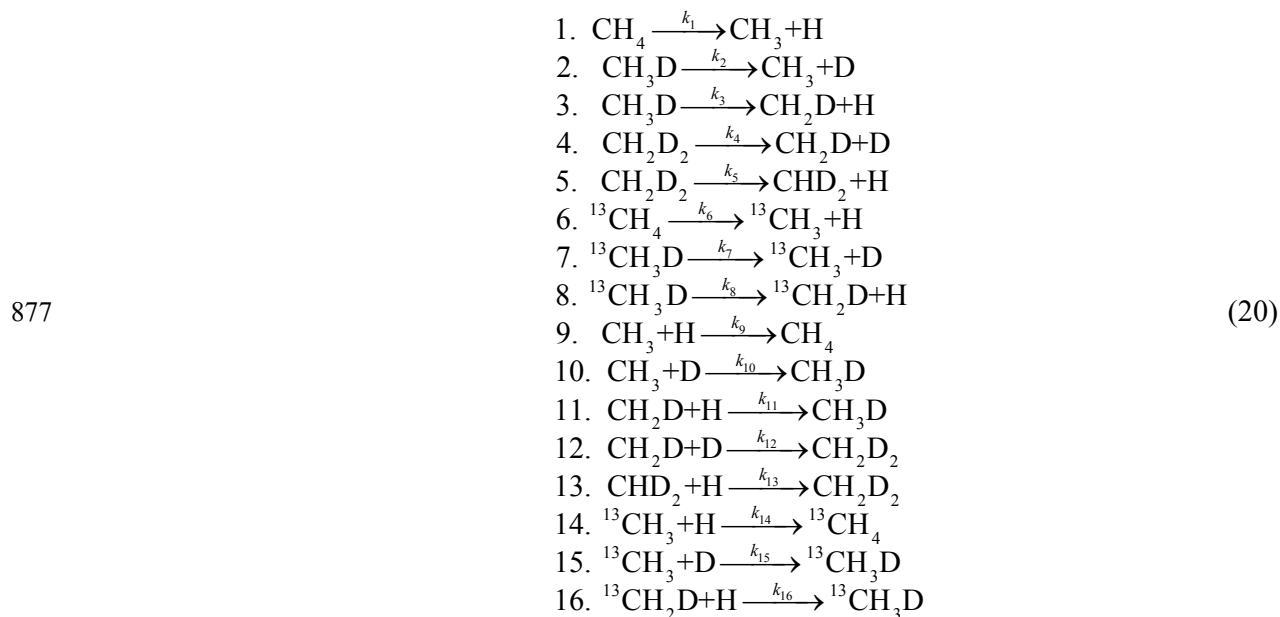 1. CH₄ —k₁→ CH₃+H
2. CH₃D —k₂→ CH₃+D
3. CH₃D —k₃→ CH₂D+H
4. CH₂D₂ —k₄→ CH₂D+D
5. CH₂D₂ —k₅→ CHD₂+H
6. ¹³CH₄ —k₆→ ¹³CH₃+H
7. ¹³CH₃D —k₇→ ¹³CH₃+D
8. ¹³CH₃D —k₈→ ¹³CH₂D+H
877 (20)
9. CH₃+H —k₉→ CH₄
10. CH₃+D —k₁₀→ CH₃D
11. CH₂D+H —k₁₁→ CH₃D
12. CH₂D+D —k₁₂→ CH₂D₂
13. CHD₂+H —k₁₃→ CH₂D₂
14. ¹³CH₃+H —k₁₄→ ¹³CH₄
15. ¹³CH₃+D —k₁₅→ ¹³CH₃D
16. ¹³CH₂D+H —k₁₆→ ¹³CH₃D